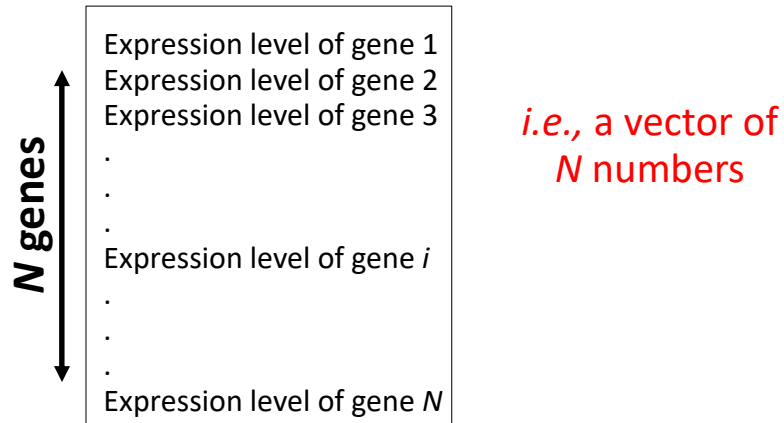 Expression level of gene 1
Expression level of gene 2
Expression level of gene 3
.
.
.
Expression level of gene i
.
.
.
Expression level of gene N
N genes
i.e., a vector of
N numbers